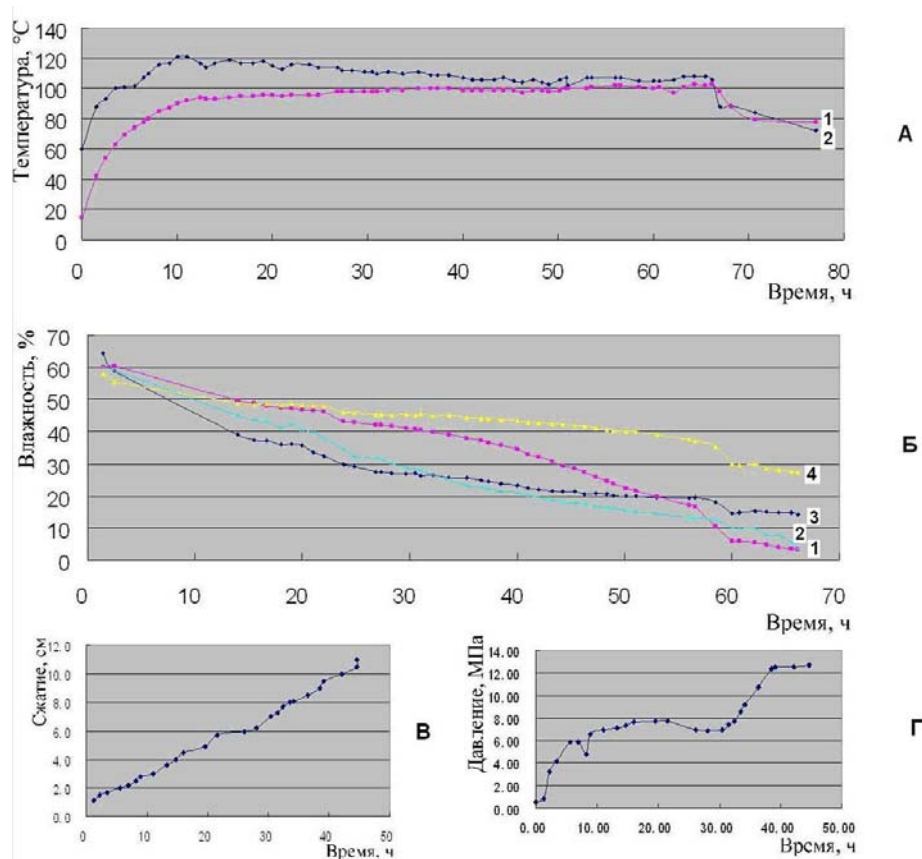 Температура, °C
140
120
100
80
60
40
20
0
0 10 20 30 40 50 60 70 80
Время, ч
1
2
А
Влажность, %
70
60
50
40
30
20
10
0
0 10 20 30 40 50 60 70
Время, ч
4
3
2
1
Б
Сжатие, см
12.0
10.0
8.0
6.0
4.0
2.0
0.0
0 10 20 30 40 50
Время, ч
В
Давление, МПа
14.00
12.00
10.00
8.00
6.00
4.00
2.00
0.00
0.00 10.00 20.00 30.00 40.00 50.00
Время, ч
Г